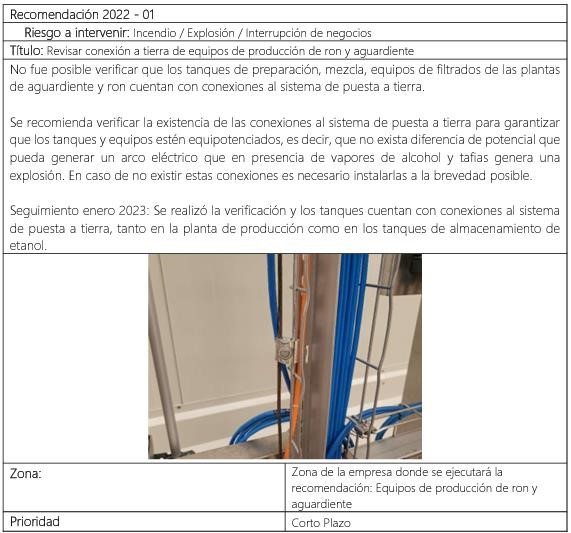 Recomendación 2022 - 01
Riesgo a intervenir: Incendio / Explosión / Interrupción de negocios
Título: Revisar conexión a tierra de equipos de producción de ron y aguardiente
No fue posible verificar que los tanques de preparación, mezcla, equipos de filtrados de las plantas
de aguardiente y ron cuentan con conexiones al sistema de puesta a tierra.
Se recomienda verificar la existencia de las conexiones al sistema de puesta a tierra para garantizar
que los tanques y equipos estén equipotenciados, es decir, que no exista diferencia de potencial que
pueda generar un arco eléctrico que en presencia de vapores de alcohol y tafias genera una
explosión. En caso de no existir estas conexiones es necesario instalarlas a la brevedad posible.
Seguimiento enero 2023: Se realizó la verificación y los tanques cuentan con conexiones al sistema
de puesta a tierra, tanto en la planta de producción como en los tanques de almacenamiento de
etanol.
Zona:
Zona de la empresa donde se ejecutará la
recomendación: Equipos de producción de ron y
aguardiente
Prioridad
Corto Plazo